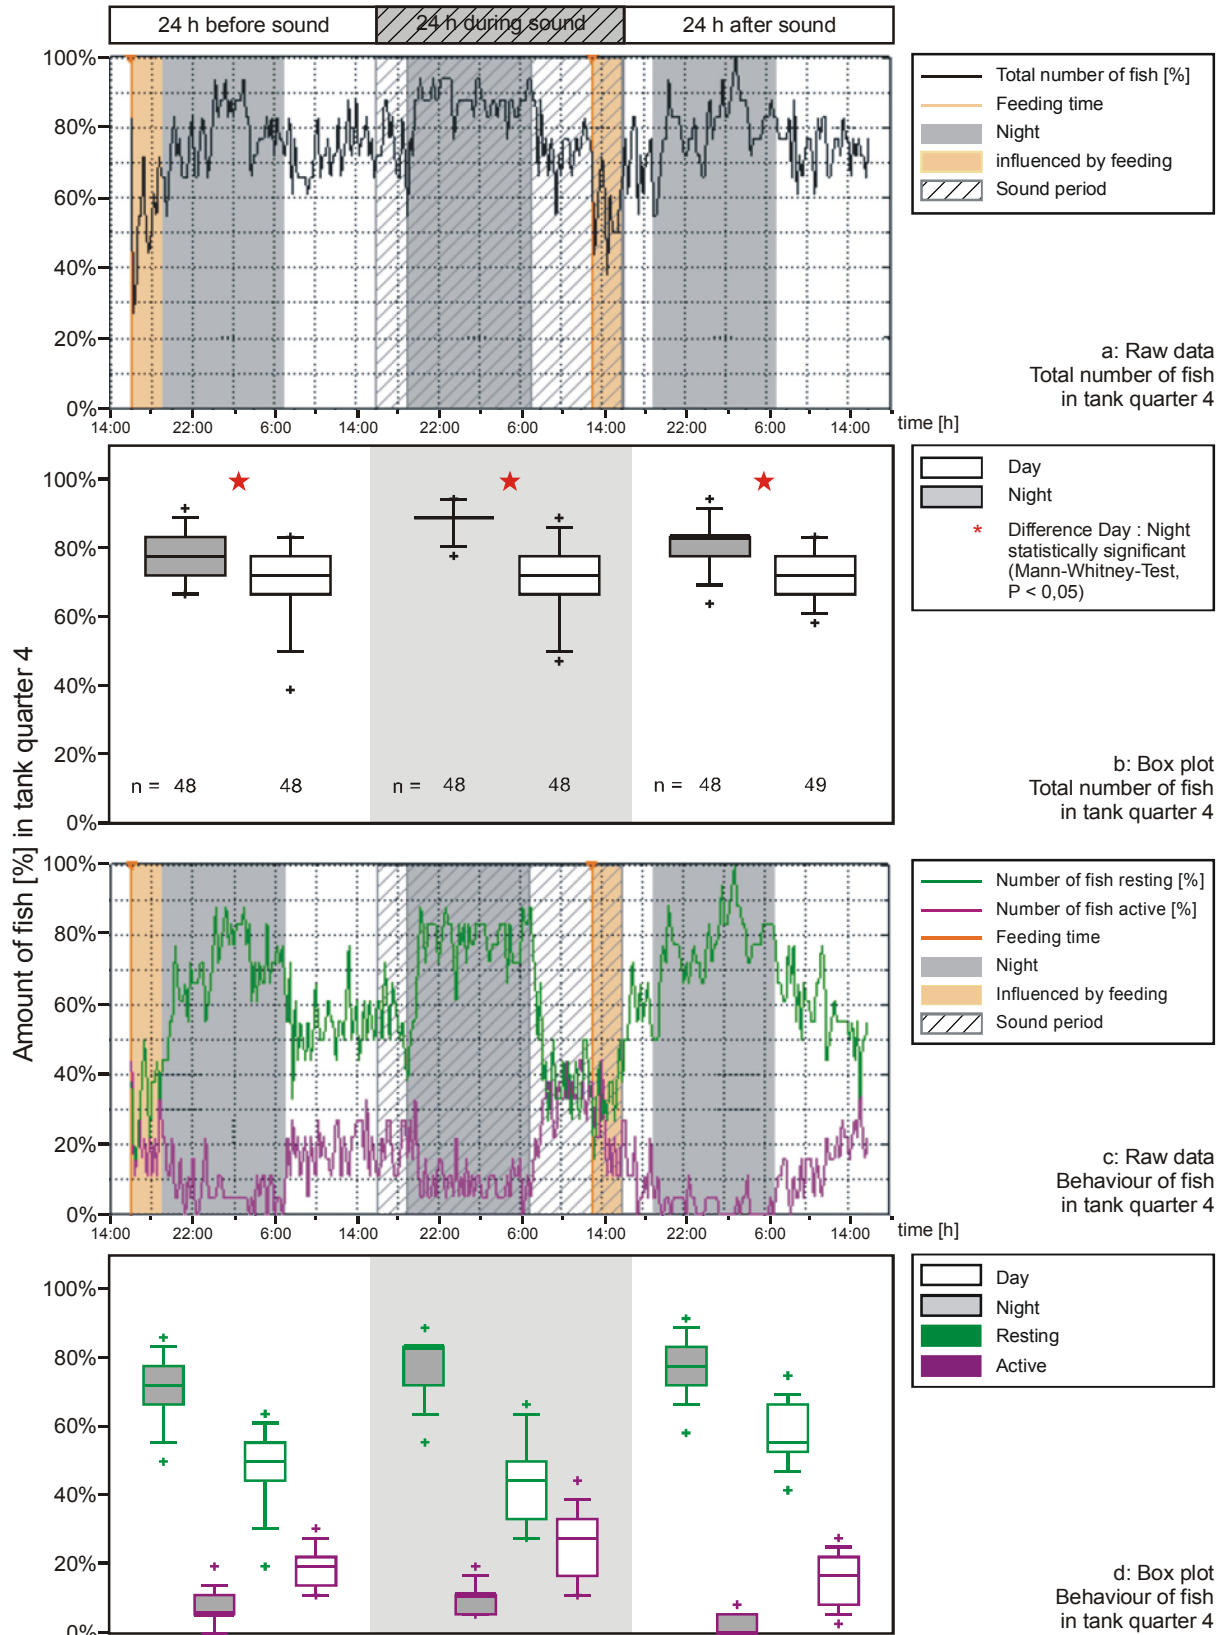 24 h before sound
24 h during sound
24 h after sound
100%
80%
60%
40%
20%
0%
14:00
22:00
6:00
14:00
22:00
6:00
14:00
22:00
6:00
14:00
time [h]
Total number of fish [%]
Feeding time
Night
influenced by feeding
Sound period
a: Raw data
Total number of fish
in tank quarter 4
Amount of fish [%] in tank quarter 4
100%
80%
60%
40%
20%
0%
n = 48
48
n = 48
48
n = 48
49
Day
Night
* Difference Day : Night
statistically significant
(Mann-Whitney-Test,
P < 0,05)
b: Box plot
Total number of fish
in tank quarter 4
100%
80%
60%
40%
20%
0%
14:00
22:00
6:00
14:00
22:00
6:00
14:00
22:00
6:00
14:00
time [h]
Number of fish resting [%]
Number of fish active [%]
Feeding time
Night
Influenced by feeding
Sound period
c: Raw data
Behaviour of fish
in tank quarter 4
100%
80%
60%
40%
20%
0%
Day
Night
Resting
Active
d: Box plot
Behaviour of fish
in tank quarter 4